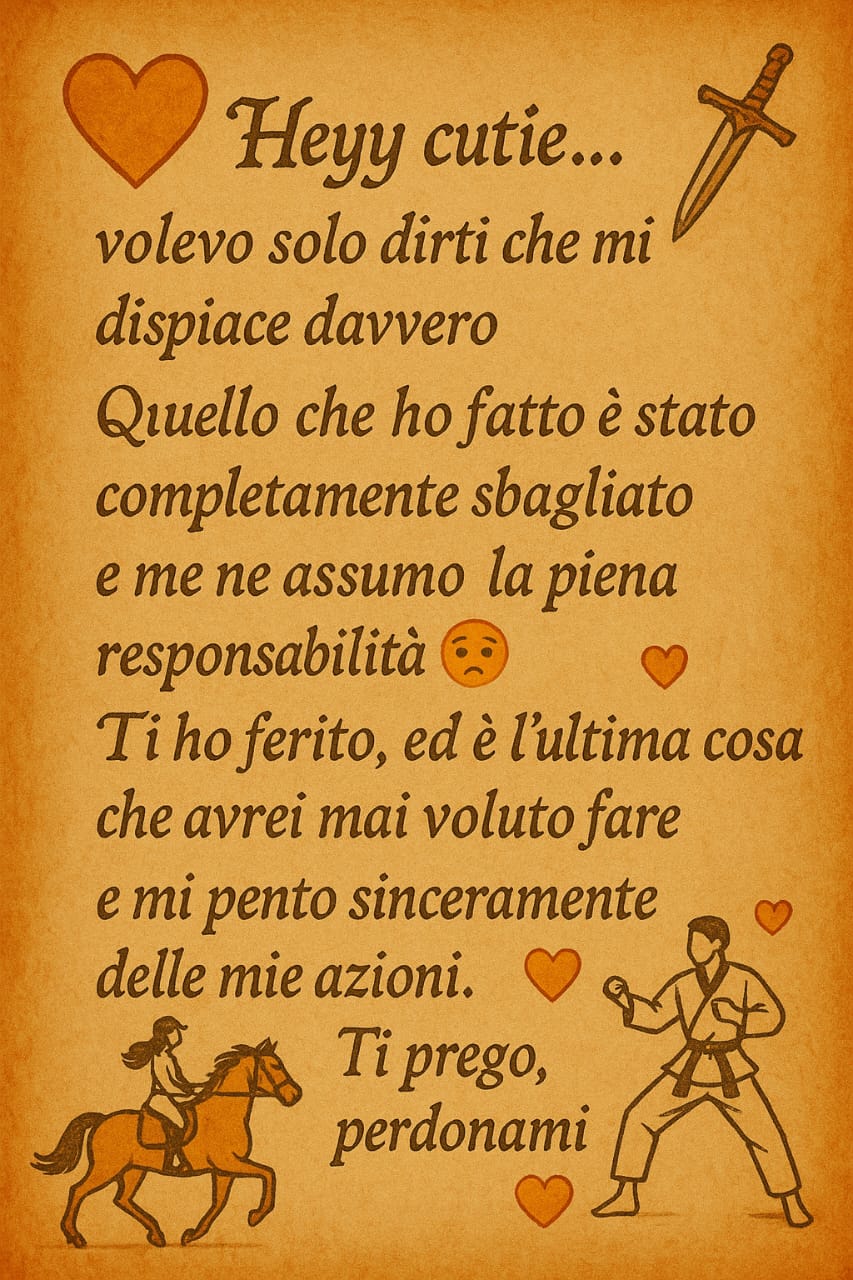 Heyy cutie...
volevo solo dirti che mi
dispiace davvero
Qıuello che ho fatto è stato
completamente sbagliato
e me ne assumo la piena
responsabilità
Ti ho ferito, ed è l'ultima cosa
che avrei mai voluto fare
e mi pento sinceramente
delle mie azioni.
Ti prego,
perdonami